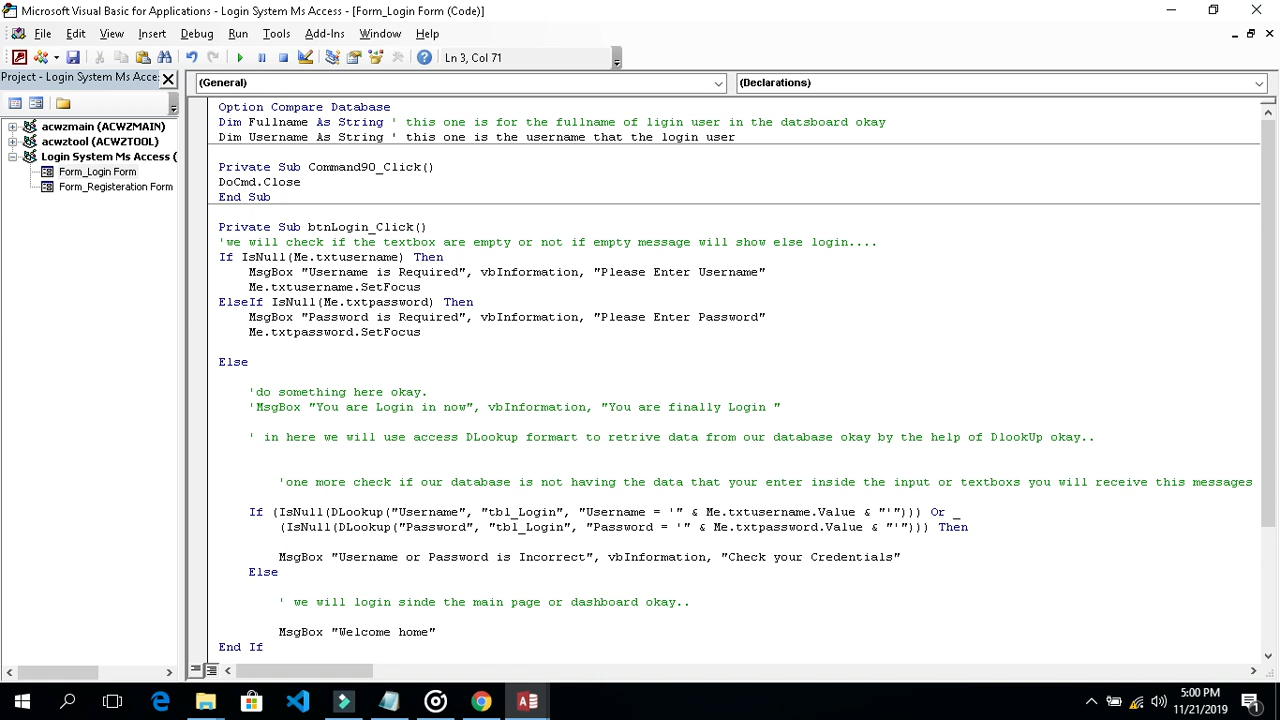 Microsoft Visual Basic for Applications - Login System Ms Access - [Form_Login Form (Code)]
File Edit View Insert Debug Run Tools Add-Ins Window Help
Ln 3, Col 71
Project - Login System Ms Acce
(General) (Declarations)
acwzmain (ACWZMAIN)
acwztool (ACWZTOOL)
Login System Ms Access (
Form_Login Form
Form_Registeration Form
Option Compare Database
Dim Fullname As String ' this one is for the fullname of ligin user in the datsboard okay
Dim Username As String ' this one is the username that the login user
Private Sub Command90_Click()
DoCmd.Close
End Sub
Private Sub btnLogin_Click()
'we will check if the textbox are empty or not if empty message will show else login....
If IsNull(Me.txtusername) Then
MsgBox "Username is Required", vbInformation, "Please Enter Username"
Me.txtusername.SetFocus
ElseIf IsNull(Me.txtpassword) Then
MsgBox "Password is Required", vbInformation, "Please Enter Password"
Me.txtpassword.SetFocus
Else
'do something here okay.
'MsgBox "You are Login in now", vbInformation, "You are finally Login "
' in here we will use access DLookup formart to retrive data from our database okay by the help of DlookUp okay..
'one more check if our database is not having the data that your enter inside the input or textboxs you will receive this messages
If (IsNull(DLookup("Username", "tbl_Login", "Username = '" & Me.txtusername.Value & "'"))) Or _
(IsNull(DLookup("Password", "tbl_Login", "Password = '" & Me.txtpassword.Value & "'"))) Then
MsgBox "Username or Password is Incorrect", vbInformation, "Check your Credentials"
Else
' we will login sinde the main page or dashboard okay..
MsgBox "Welcome home"
End If
5:00 PM
11/21/2019
1